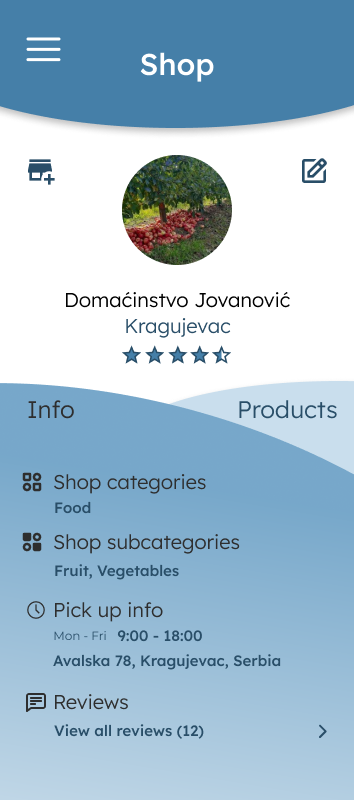 Shop
Domaćinstvo Jovanović
Kragujevac
Info
Products
Shop categories
Food
Shop subcategories
Fruit, Vegetables
Pick up info
Mon - Fri 9:00 - 18:00
Avalska 78, Kragujevac, Serbia
Reviews
View all reviews (12)